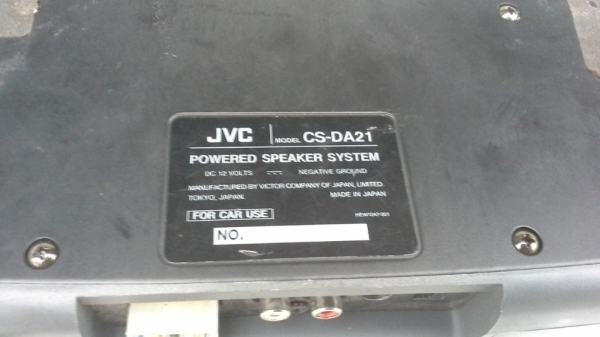 JVC MODEL CS-DA21
POWERED SPEAKER SYSTEM
DC 12 VOLTS NEGATIVE GROUND
MANUFACTURED BY VICTOR COMPANY OF JAPAN, LIMITED.
TOKYO, JAPAN. MADE IN JAPAN
FOR CAR USE
NO.